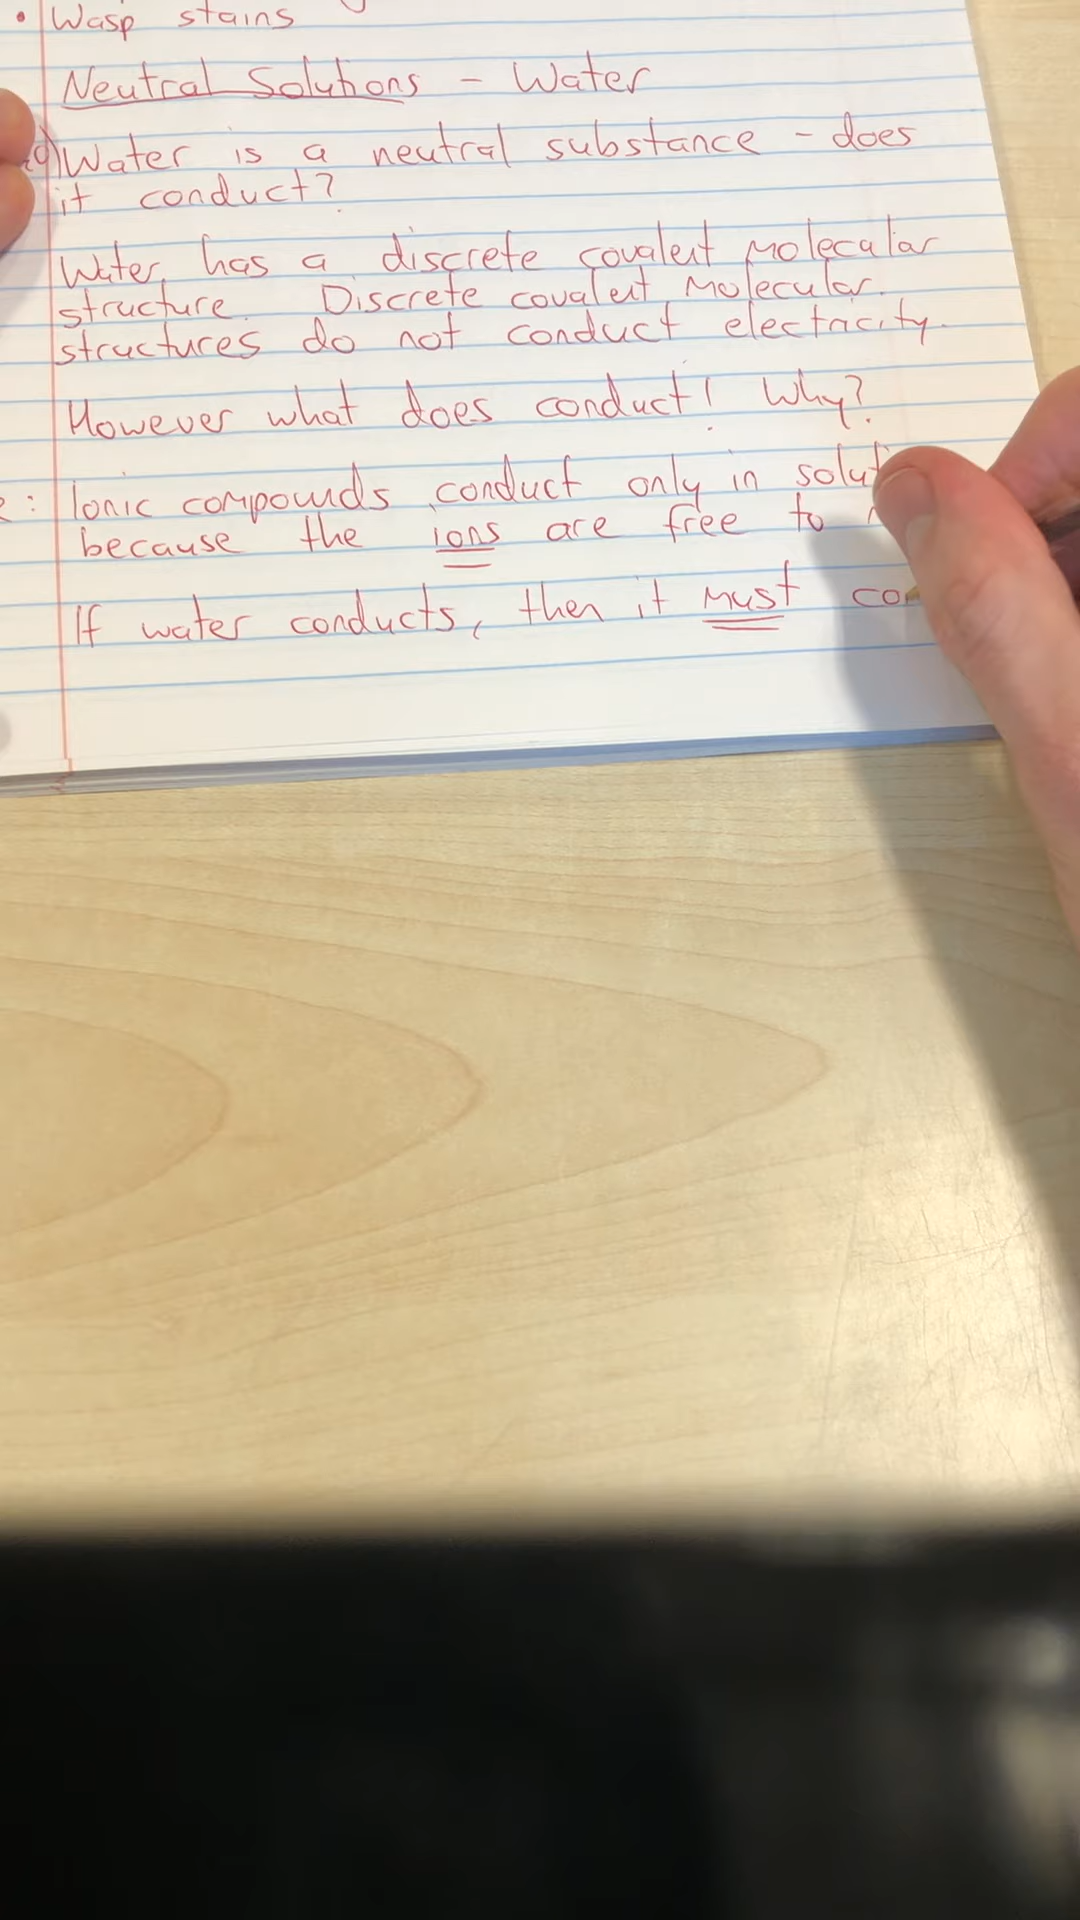 • Wasp stains
Neutral Solutions - Water
Water is a neutral substance - does
it conduct?
Water has a discrete covalent molecular
structure. Discrete covalent molecular
structures do not conduct electricity.
However what does conduct! Why?
: Ionic compounds conduct only in
because the ions are free to
If water conducts, then it must